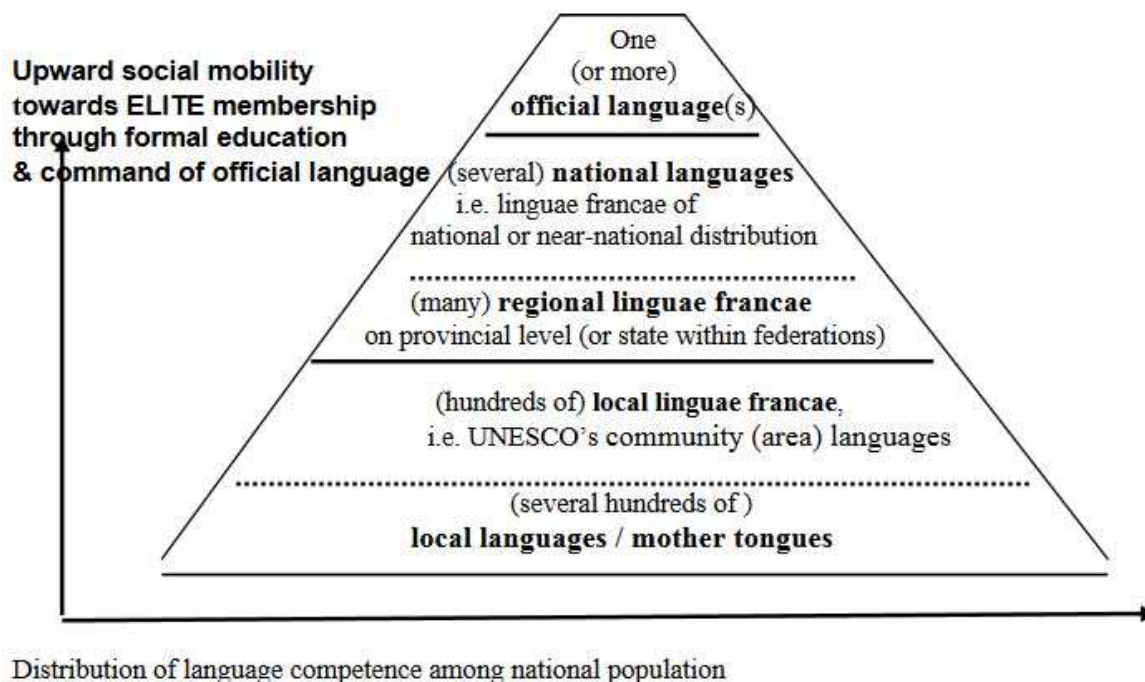 Upward social mobility
towards ELITE membership
through formal education
& command of official language
One
(or more)
official language(s)
(several) national languages
i.e. linguae francae of
national or near-national distribution
(many) regional linguae francae
on provincial level (or state within federations)
(hundreds of) local linguae francae,
i.e. UNESCO’s community (area) languages
(several hundreds of )
local languages / mother tongues
Distribution of language competence among national population